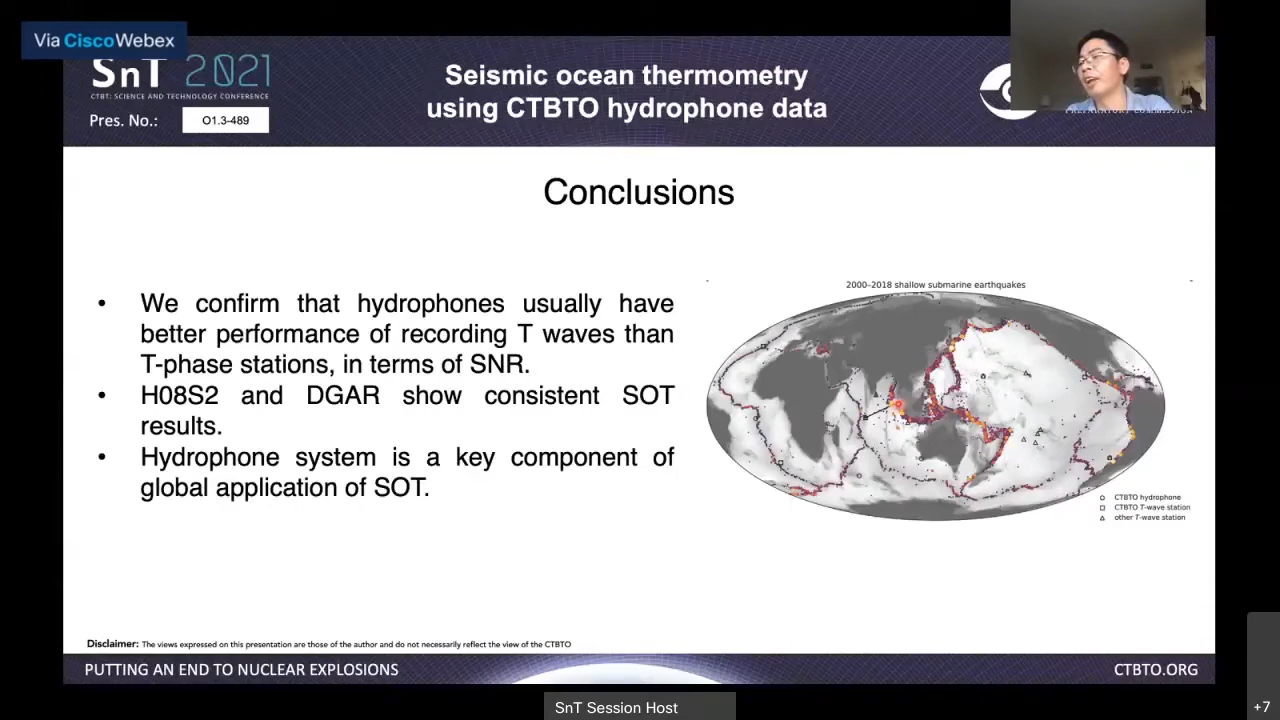 Via CiscoWebex
SnT 2021
CTBT: SCIENCE AND TECHNOLOGY CONFERENCE
Pres. No.: O1.3-489
Seismic ocean thermometry
using CTBTO hydrophone data
PREPARATORY COMMISSION
Conclusions
• We confirm that hydrophones usually have
better performance of recording T waves than
T-phase stations, in terms of SNR.
• H08S2 and DGAR show consistent SOT
results.
• Hydrophone system is a key component of
global application of SOT.
2000–2018 shallow submarine earthquakes
CTBTO hydrophone
CTBTO T-wave station
other T-wave station
Disclaimer: The views expressed on this presentation are those of the author and do not necessarily reflect the view of the CTBTO
PUTTING AN END TO NUCLEAR EXPLOSIONS
CTBTO.ORG
SnT Session Host
+7